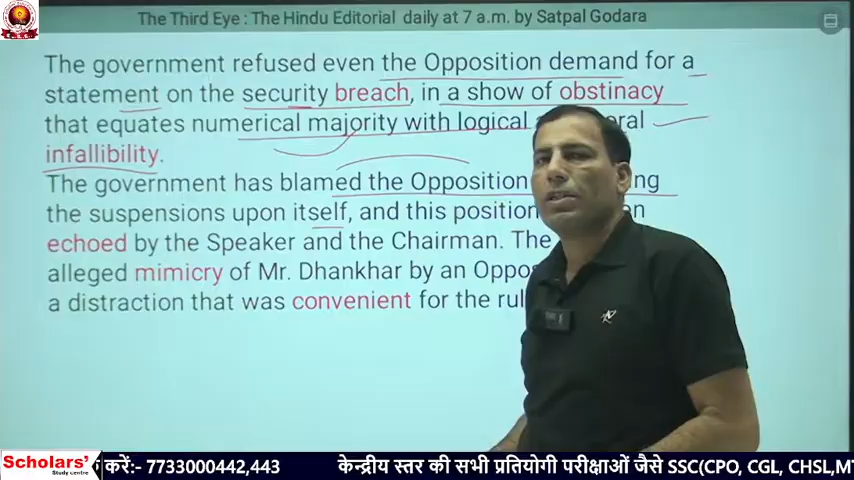 The Third Eye : The Hindu Editorial daily at 7 a.m. by Satpal Godara
The government refused even the Opposition demand for a
statement on the security breach, in a show of obstinacy
that equates numerical majority with logical
infallibility.
The government has blamed the Opposition
the suspensions upon itself, and this position
echoed by the Speaker and the Chairman. The
alleged mimicry of Mr. Dhankhar by an
a distraction that was convenient for the
Scholars'
Study centre
करें:- 7733000442,443 केन्द्रीय स्तर की सभी प्रतियोगी परीक्षाओं जैसे SSC(CPO, CGL, CHSL,